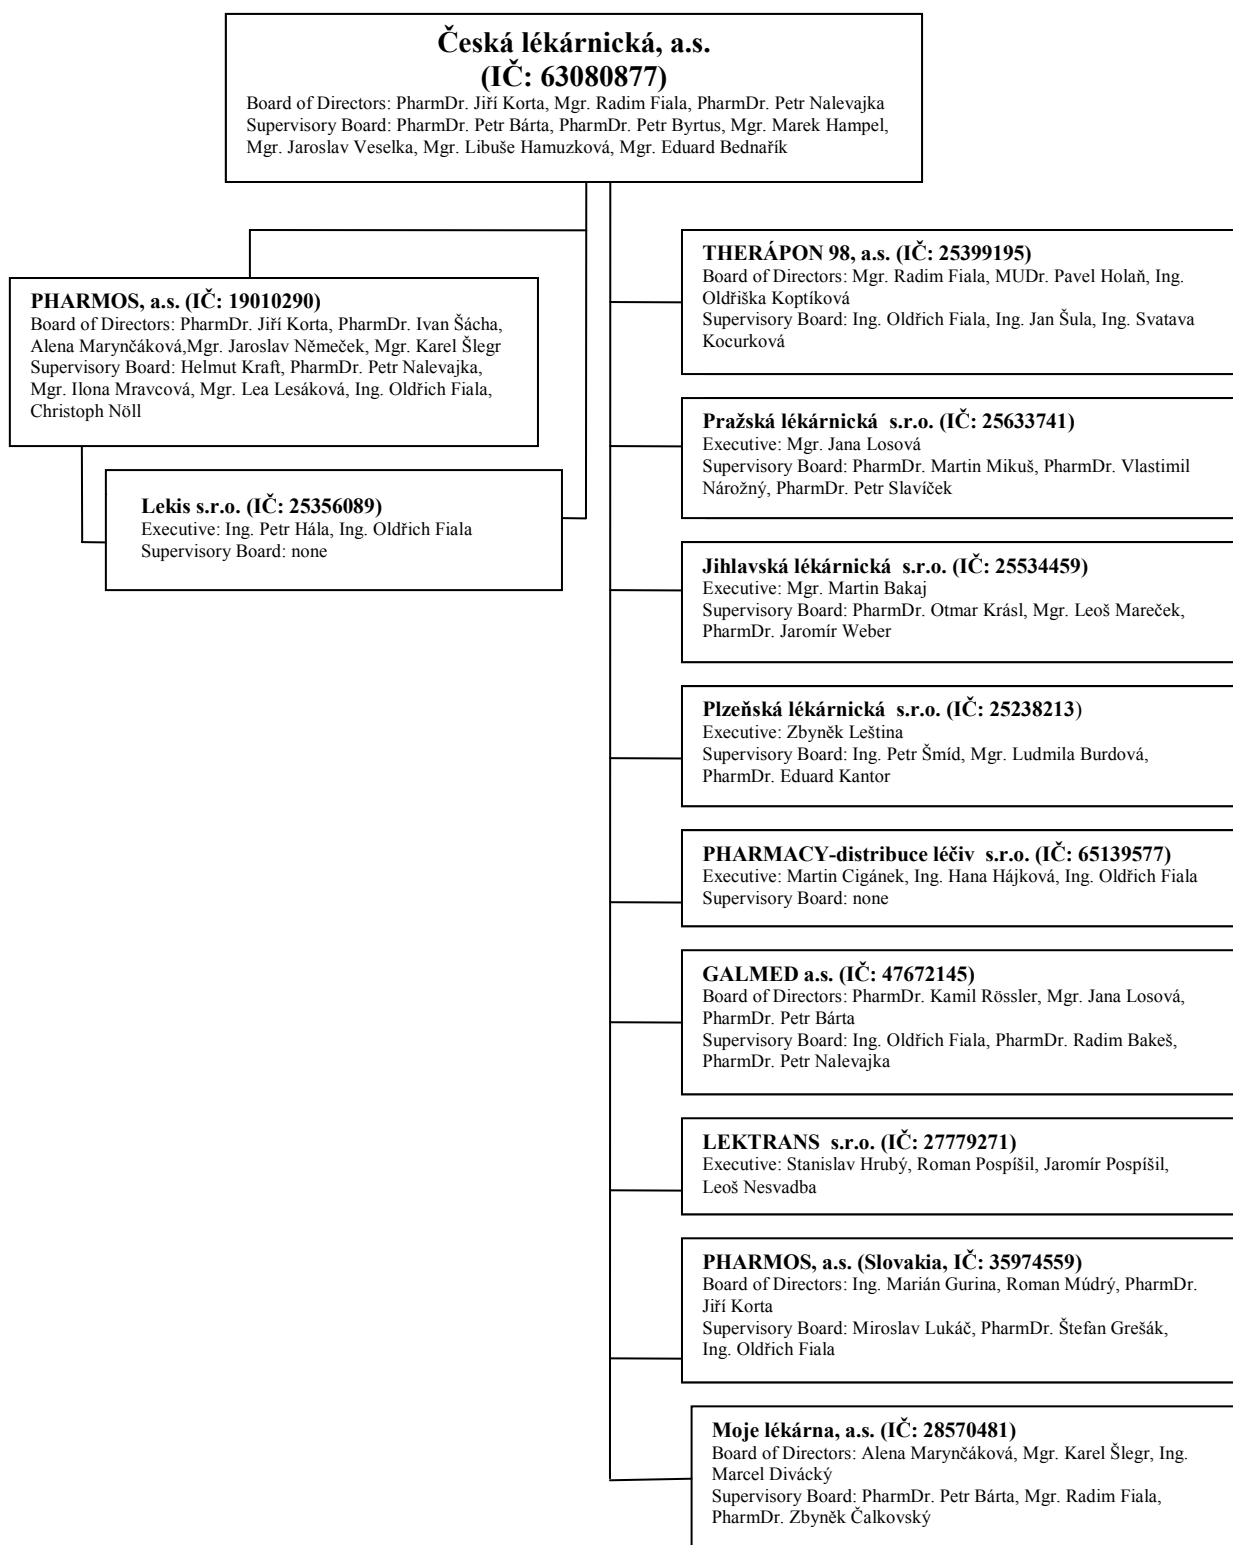 Česká lékárnická, a.s.
(IČ: 63080877)
Board of Directors: PharmDr. Jiří Korta, Mgr. Radim Fiala, PharmDr. Petr Nalevajka
Supervisory Board: PharmDr. Petr Bárta, PharmDr. Petr Byrtus, Mgr. Marek Hampel,
Mgr. Jaroslav Veselka, Mgr. Libuše Hamuzková, Mgr. Eduard Bednařík
PHARMOS, a.s. (IČ: 19010290)
Board of Directors: PharmDr. Jiří Korta, PharmDr. Ivan Šácha,
Alena Marynčáková,Mgr. Jaroslav Němeček, Mgr. Karel Šlegr
Supervisory Board: Helmut Kraft, PharmDr. Petr Nalevajka,
Mgr. Ilona Mravcová, Mgr. Lea Lesáková, Ing. Oldřich Fiala,
Christoph Nöll
Lekis s.r.o. (IČ: 25356089)
Executive: Ing. Petr Hála, Ing. Oldřich Fiala
Supervisory Board: none
THERÁPON 98, a.s. (IČ: 25399195)
Board of Directors: Mgr. Radim Fiala, MUDr. Pavel Holaň, Ing.
Oldřiška Koptíková
Supervisory Board: Ing. Oldřich Fiala, Ing. Jan Šula, Ing. Svatava
Kocurková
Pražská lékárnická s.r.o. (IČ: 25633741)
Executive: Mgr. Jana Losová
Supervisory Board: PharmDr. Martin Mikuš, PharmDr. Vlastimil
Nárožný, PharmDr. Petr Slavíček
Jihlavská lékárnická s.r.o. (IČ: 25534459)
Executive: Mgr. Martin Bakaj
Supervisory Board: PharmDr. Otmar Krásl, Mgr. Leoš Mareček,
PharmDr. Jaromír Weber
Plzeňská lékárnická s.r.o. (IČ: 25238213)
Executive: Zbyněk Leština
Supervisory Board: Ing. Petr Šmíd, Mgr. Ludmila Burdová,
PharmDr. Eduard Kantor
PHARMACY-distribuce léčiv s.r.o. (IČ: 65139577)
Executive: Martin Cigánek, Ing. Hana Hájková, Ing. Oldřich Fiala
Supervisory Board: none
GALMED a.s. (IČ: 47672145)
Board of Directors: PharmDr. Kamil Rössler, Mgr. Jana Losová,
PharmDr. Petr Bárta
Supervisory Board: Ing. Oldřich Fiala, PharmDr. Radim Bakeš,
PharmDr. Petr Nalevajka
LEKTRANS s.r.o. (IČ: 27779271)
Executive: Stanislav Hrubý, Roman Pospíšil, Jaromír Pospíšil,
Leoš Nesvadba
PHARMOS, a.s. (Slovakia, IČ: 35974559)
Board of Directors: Ing. Marián Gurina, Roman Múdrý, PharmDr.
Jiří Korta
Supervisory Board: Miroslav Lukáč, PharmDr. Štefan Grešák,
Ing. Oldřich Fiala
Moje lékárna, a.s. (IČ: 28570481)
Board of Directors: Alena Marynčáková, Mgr. Karel Šlegr, Ing.
Marcel Divácký
Supervisory Board: PharmDr. Petr Bárta, Mgr. Radim Fiala,
PharmDr. Zbyněk Čalkovský